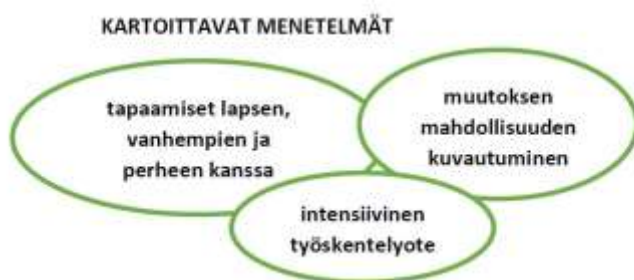 KARTOITTAVAT MENETELMÄT
tapaamiset lapsen,
vanhempien ja
perheen kanssa
muutoksen
mahdollisuuden
kuvautuminen
intensiivinen
työskentelyote